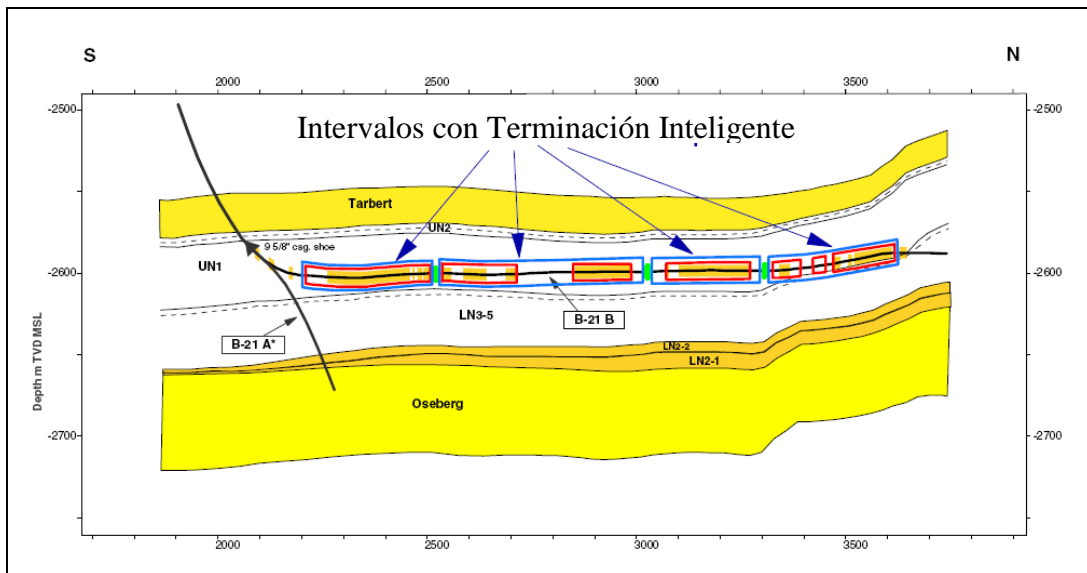 S
N
2000 2500 3000 3500
-2500 -2500
Intervalos con Terminación Inteligente
Tarbert
UN2
9 5/8" csg. shoe
UN1
-2600 -2600
LN3-5
B-21 B
B-21 A*
LN2-2
LN2-1
Oseberg
-2700 -2700
Depth m TVD MSL
2000 2500 3000 3500